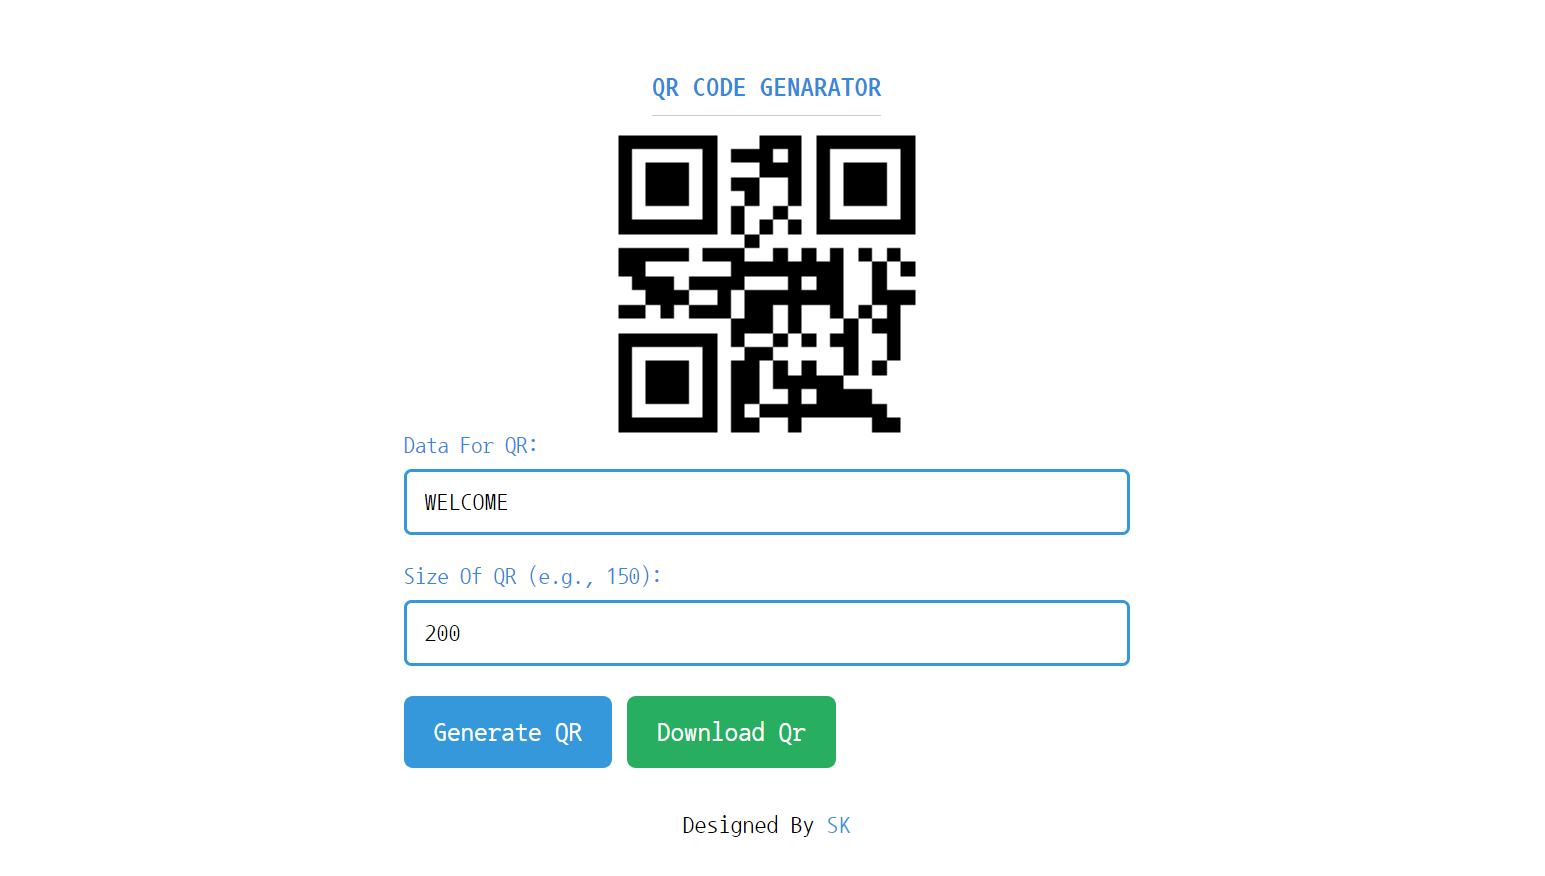 QR CODE GENARATOR
Data For QR:
WELCOME
Size Of QR (e.g., 150):
200
Generate QR
Download Qr
Designed By SK